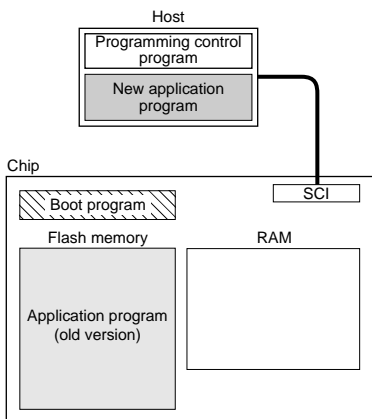 Host
Programming control
program
New application
program
Chip
SCI
Boot program
Flash memory
RAM
Application program
(old version)